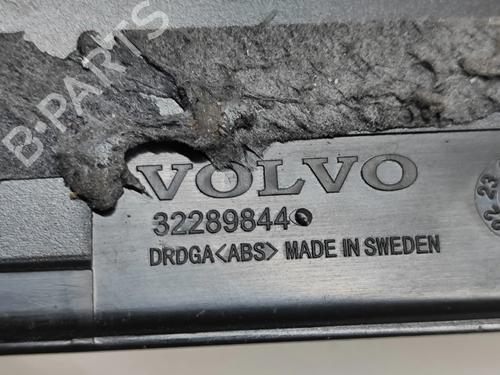 B-PARTS
VOLVO
32289844
DRDGA<ABS> MADE IN SWEDEN